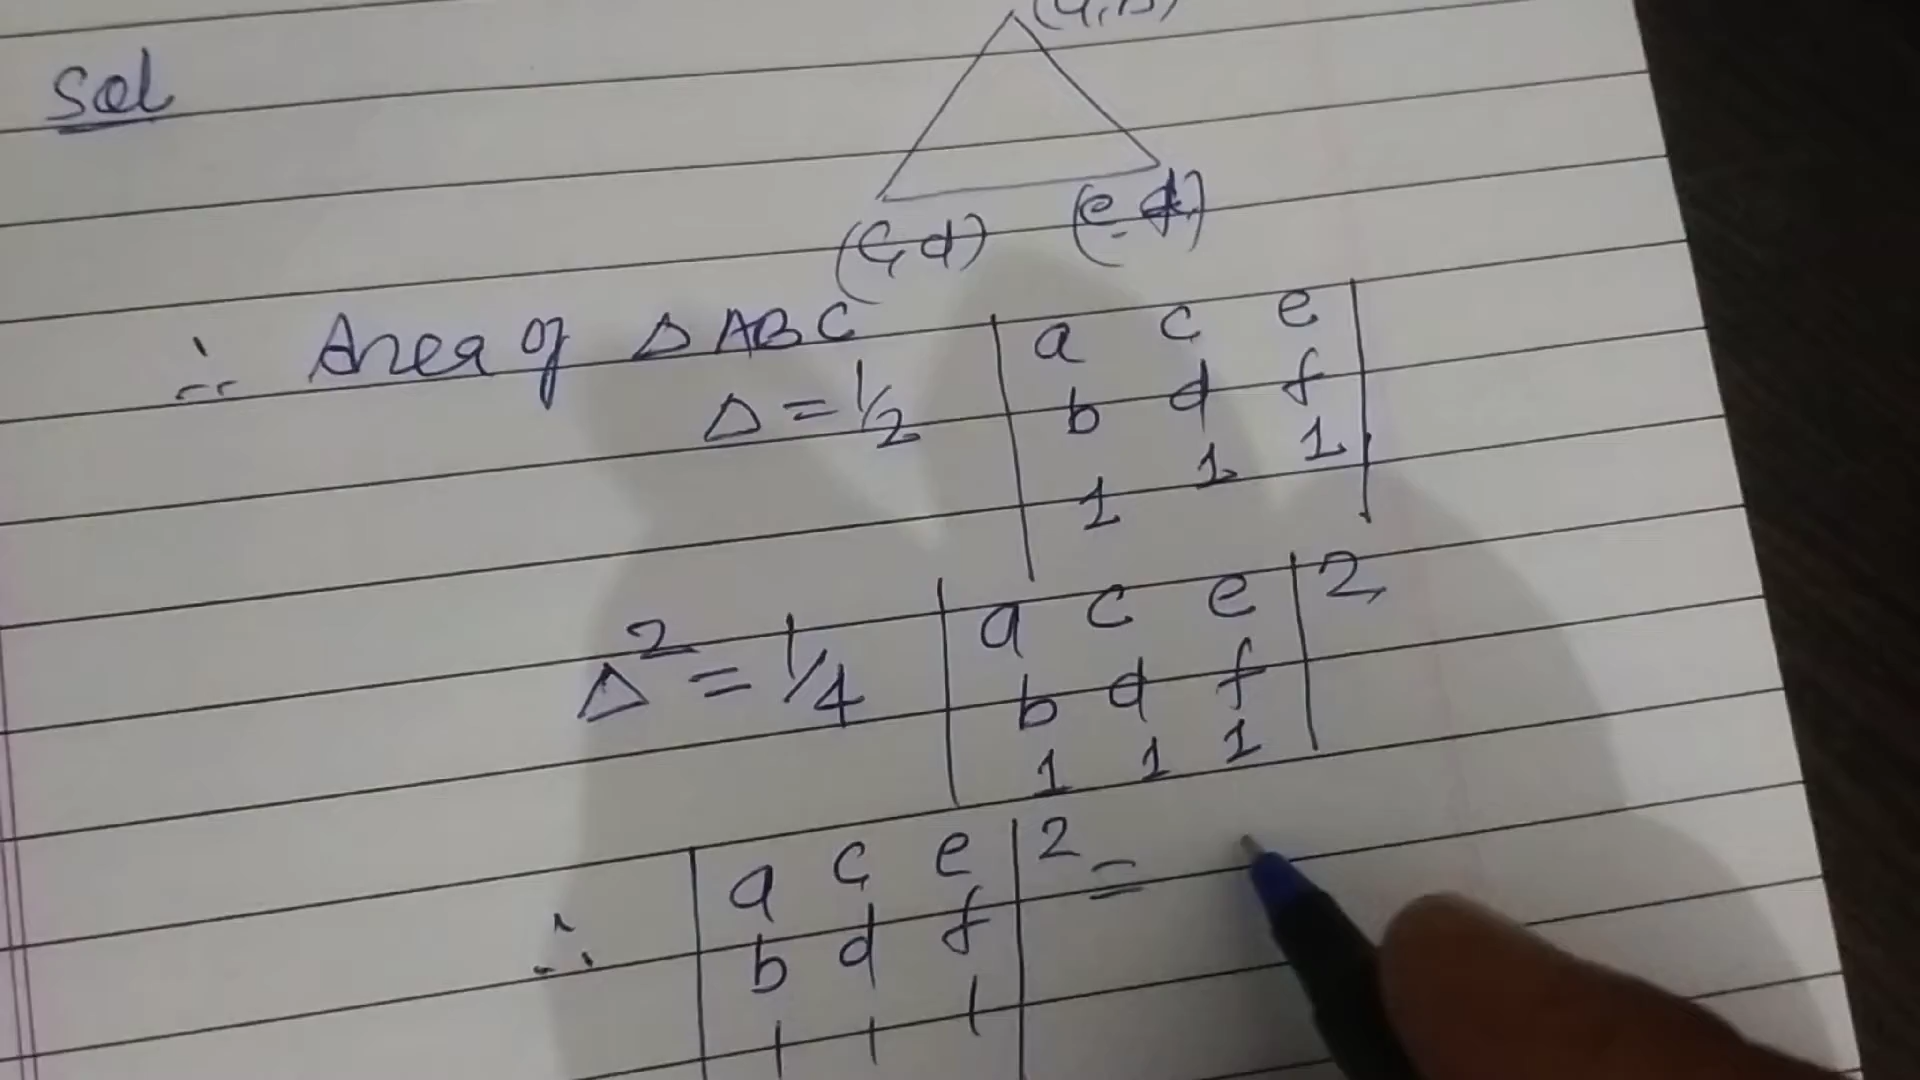 Sol
(c, d) (e, f)
∴ Area of Δ ABC
Δ = 1/2 | a c e |
| b d f |
| 1 1 1 |
Δ² = 1/4 | a c e |²
| b d f |
| 1 1 1 |
∴ | a c e |² =
| b d f |
| 1 1 1 |